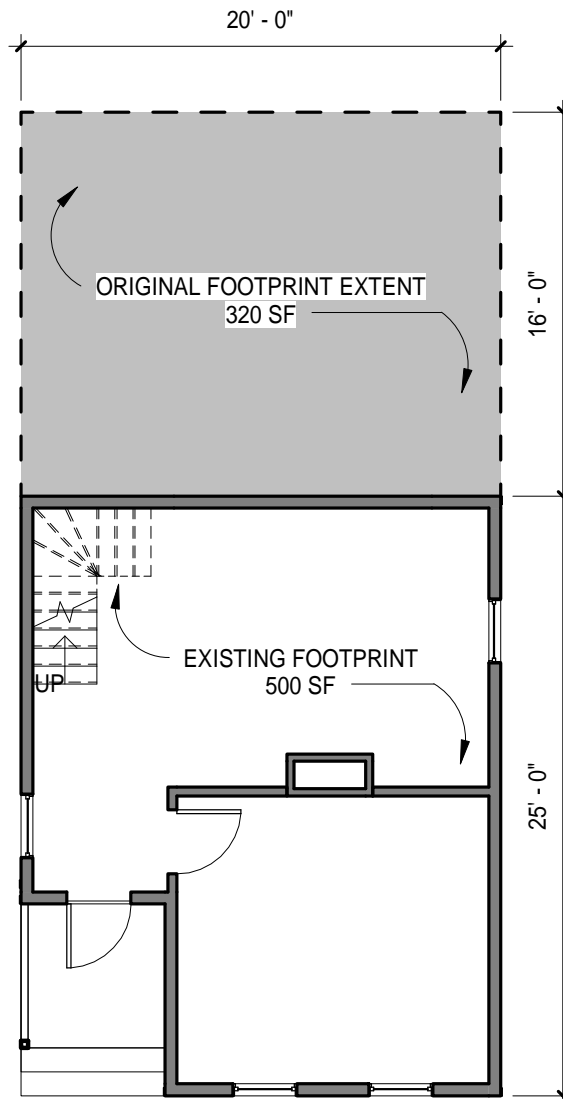 20' - 0"
ORIGINAL FOOTPRINT EXTENT
320 SF
16' - 0"
EXISTING FOOTPRINT
500 SF
UP
25' - 0"